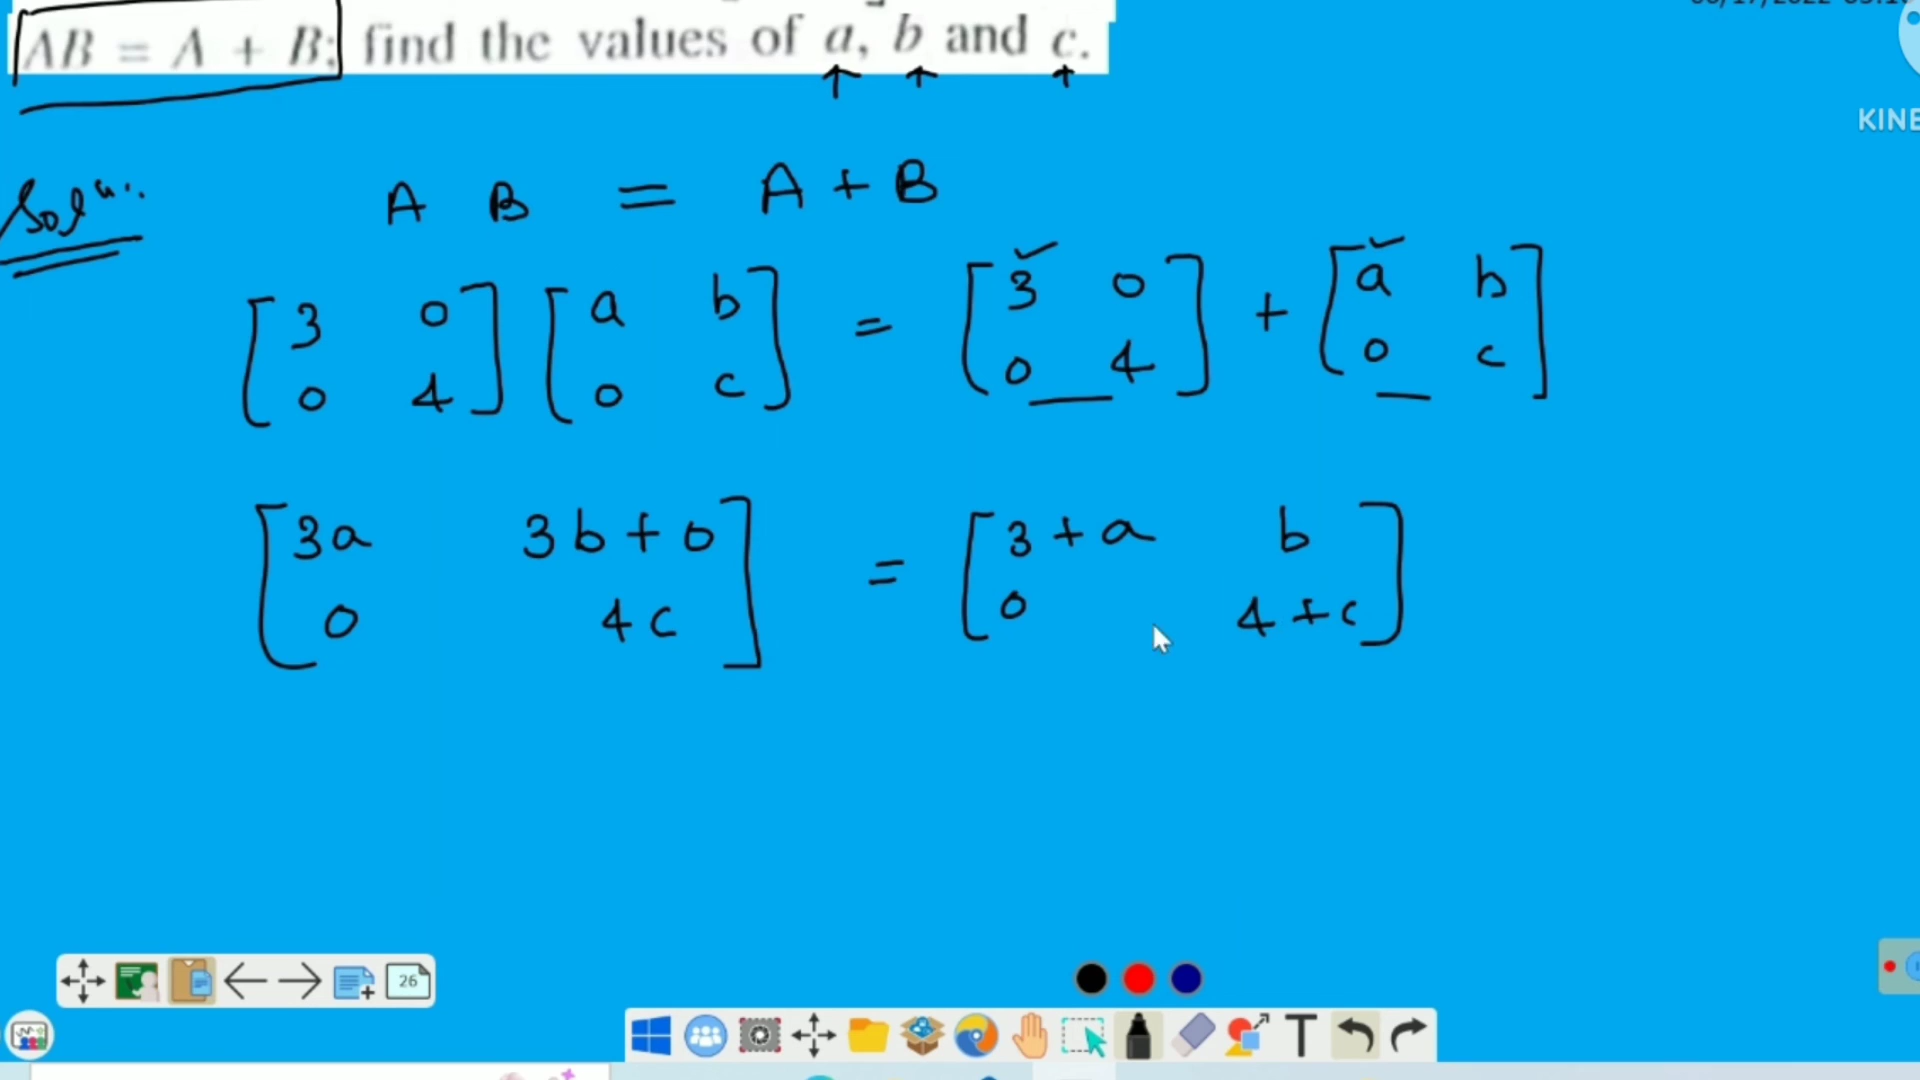 AB = A + B; find the values of a, b and c.
KINE
Soln:
A B = A + B
[3 0 0 4] [a b 0 c] = [3 0 0 4] + [a b 0 c]
[3a 3b+0 = [3+a b
0 4c] 0 4+c]
26
T